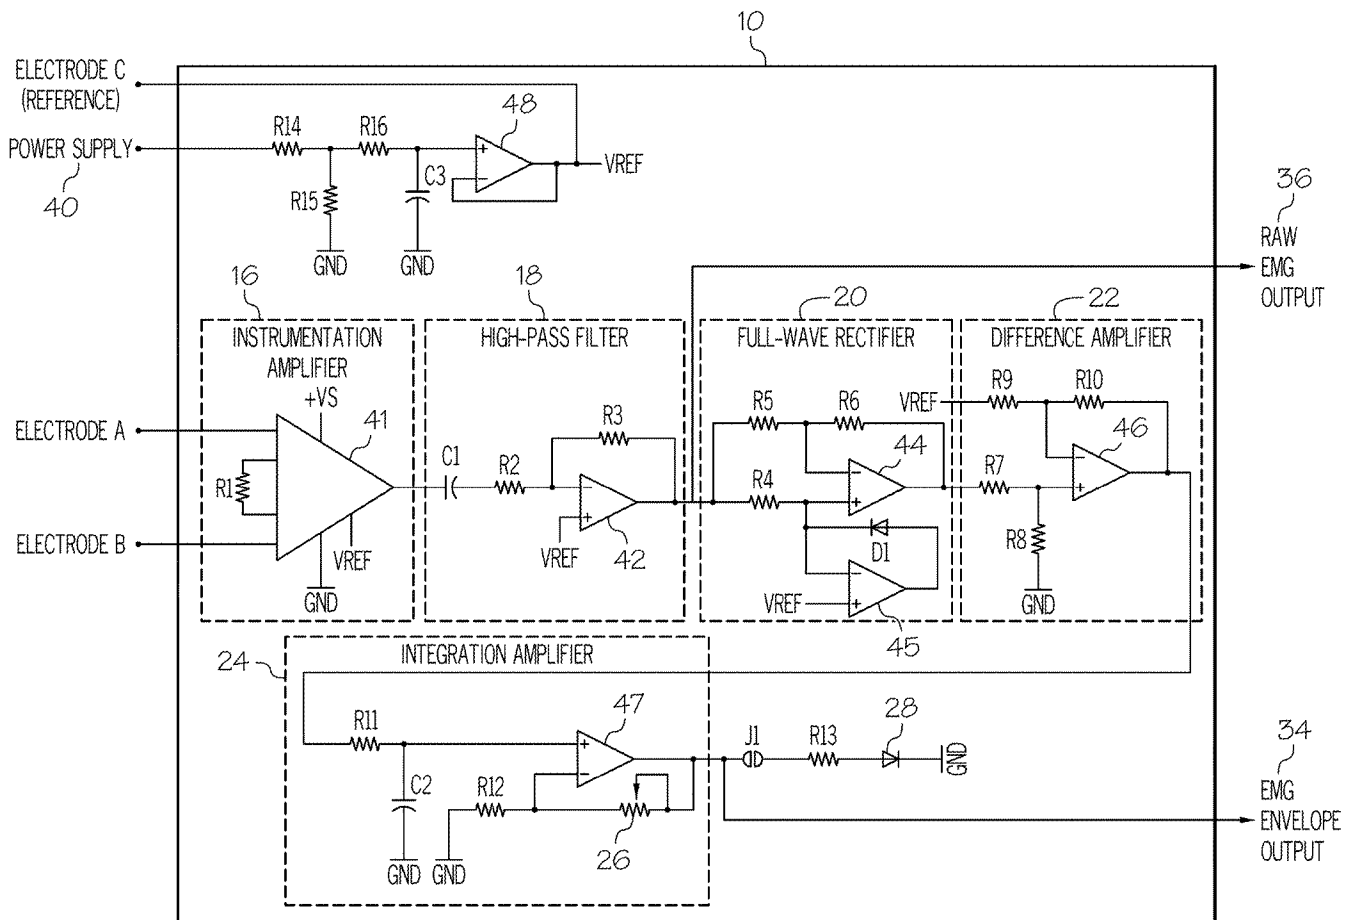 10
ELECTRODE C
(REFERENCE)
POWER SUPPLY
40
R14
R16
R15
C3
48
VREF
GND
GND
36
RAW
EMG
OUTPUT
16
INSTRUMENTATION
AMPLIFIER
+VS
41
ELECTRODE A
R1
ELECTRODE B
VREF
GND
18
HIGH-PASS FILTER
C1
R2
R3
VREF
42
20
FULL-WAVE RECTIFIER
R5
R6
R4
44
D1
VREF
45
22
DIFFERENCE AMPLIFIER
VREF
R9
R10
46
R7
R8
GND
24
INTEGRATION AMPLIFIER
R11
C2
GND
47
R12
GND
26
J1
R13
28
GND
34
EMG
ENVELOPE
OUTPUT